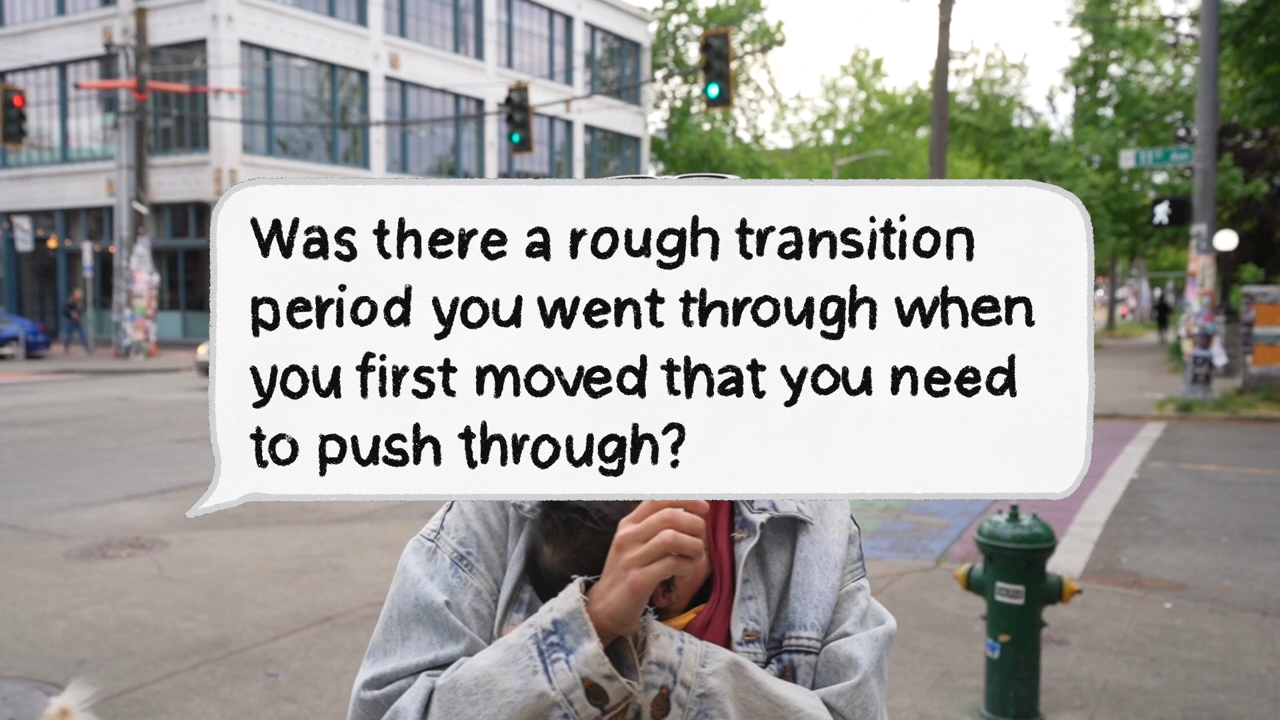 Was there a rough transition
period you went through when
you first moved that you need
to push through?